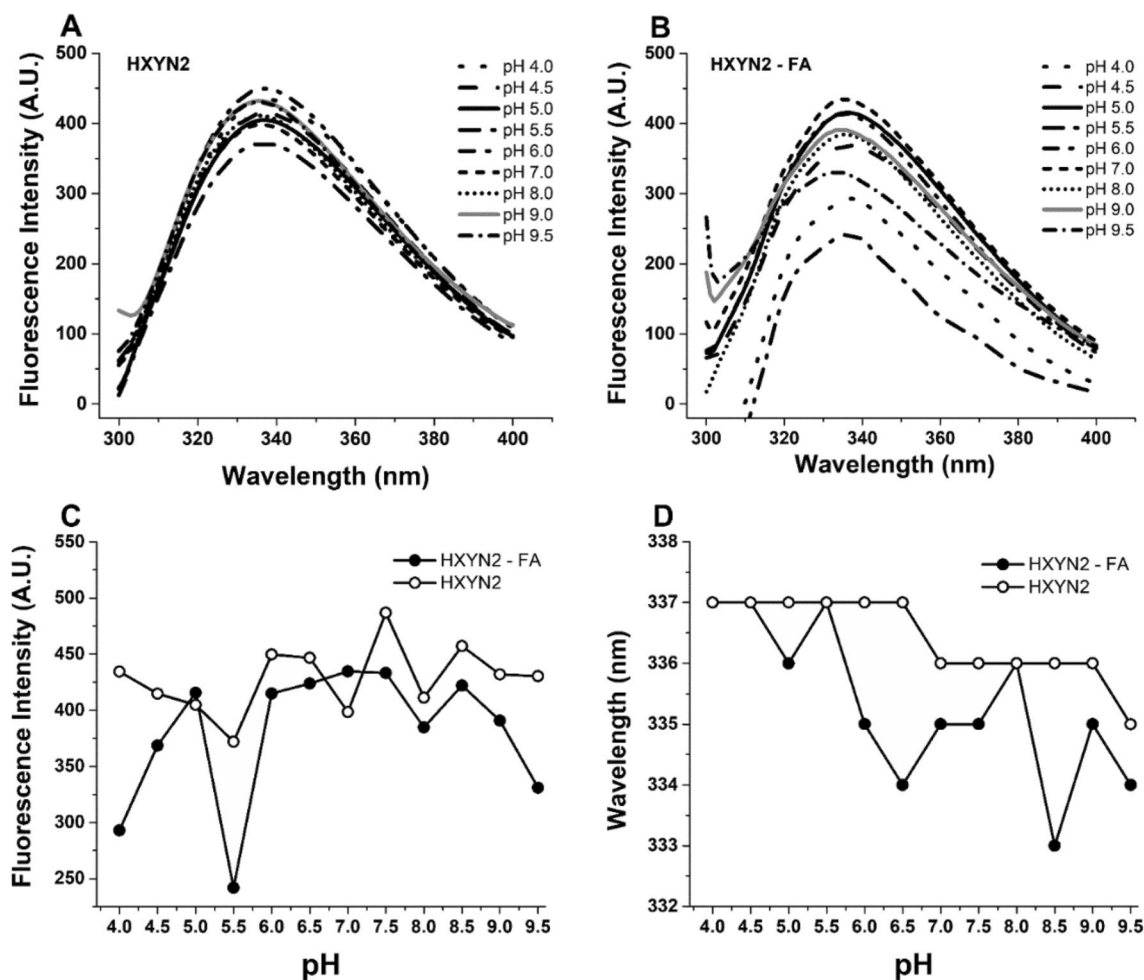 A
HXYN2
pH 4.0
pH 4.5
pH 5.0
pH 5.5
pH 6.0
pH 7.0
pH 8.0
pH 9.0
pH 9.5
Fluorescence Intensity (A.U.)
500
400
300
200
100
0
300 320 340 360 380 400
Wavelength (nm)
B
HXYN2 - FA
pH 4.0
pH 4.5
pH 5.0
pH 5.5
pH 6.0
pH 7.0
pH 8.0
pH 9.0
pH 9.5
Fluorescence Intensity (A.U.)
500
400
300
200
100
0
300 320 340 360 380 400
Wavelength (nm)
C
HXYN2 - FA
HXYN2
Fluorescence Intensity (A.U.)
550
500
450
400
350
300
250
4.0 4.5 5.0 5.5 6.0 6.5 7.0 7.5 8.0 8.5 9.0 9.5
pH
D
HXYN2 - FA
HXYN2
Wavelength (nm)
338
337
336
335
334
333
332
4.0 4.5 5.0 5.5 6.0 6.5 7.0 7.5 8.0 8.5 9.0 9.5
pH